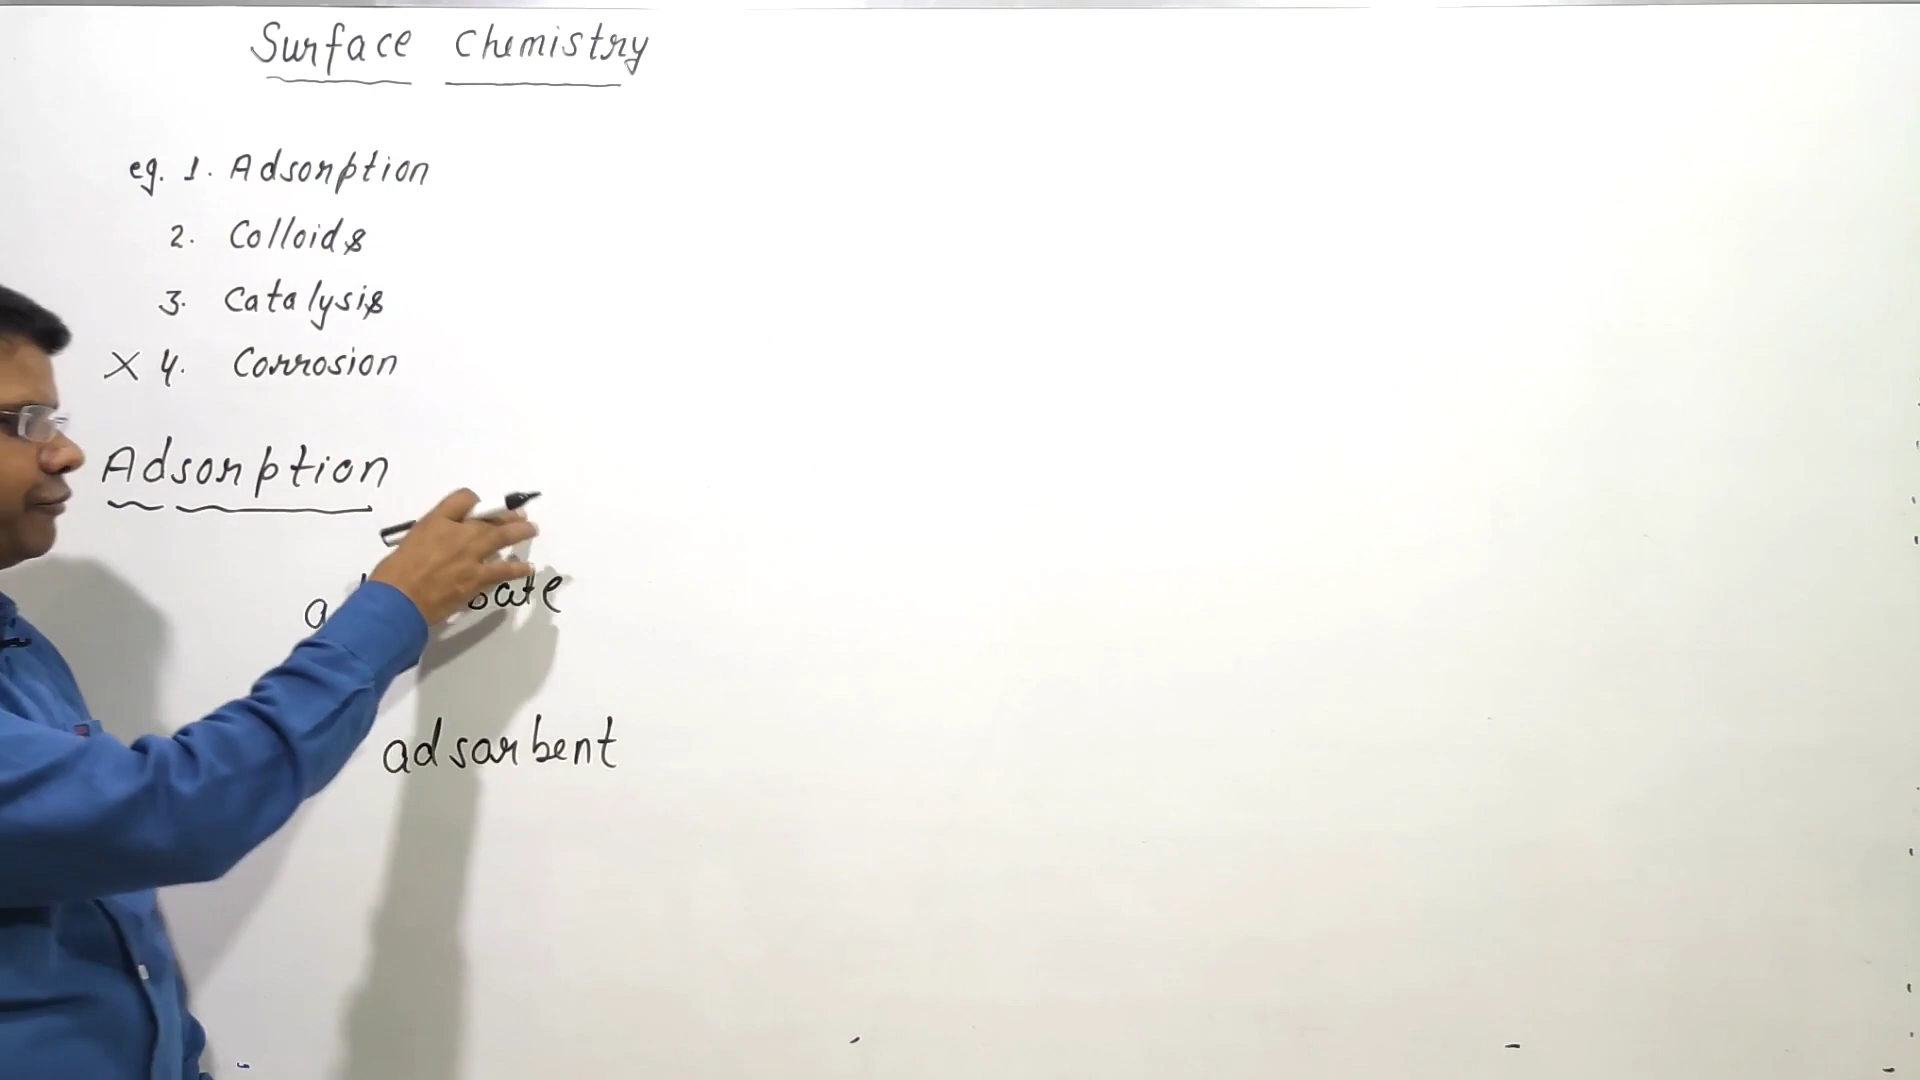 Surface Chemistry
eg. 1. Adsorption
2. Colloids
3. Catalysis
X 4. Corrosion
Adsorption
adsarbent